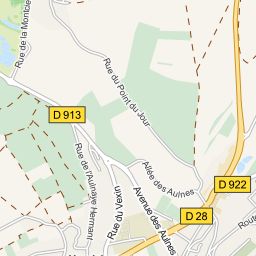 Rue de la Montcie
Rue du Point du Jour
D 913
Rue de l'Aulnaye Hermant
Allée des Aulnes
D 922
Rue du Vivien
Avenue des Aulnes
D 28
Route